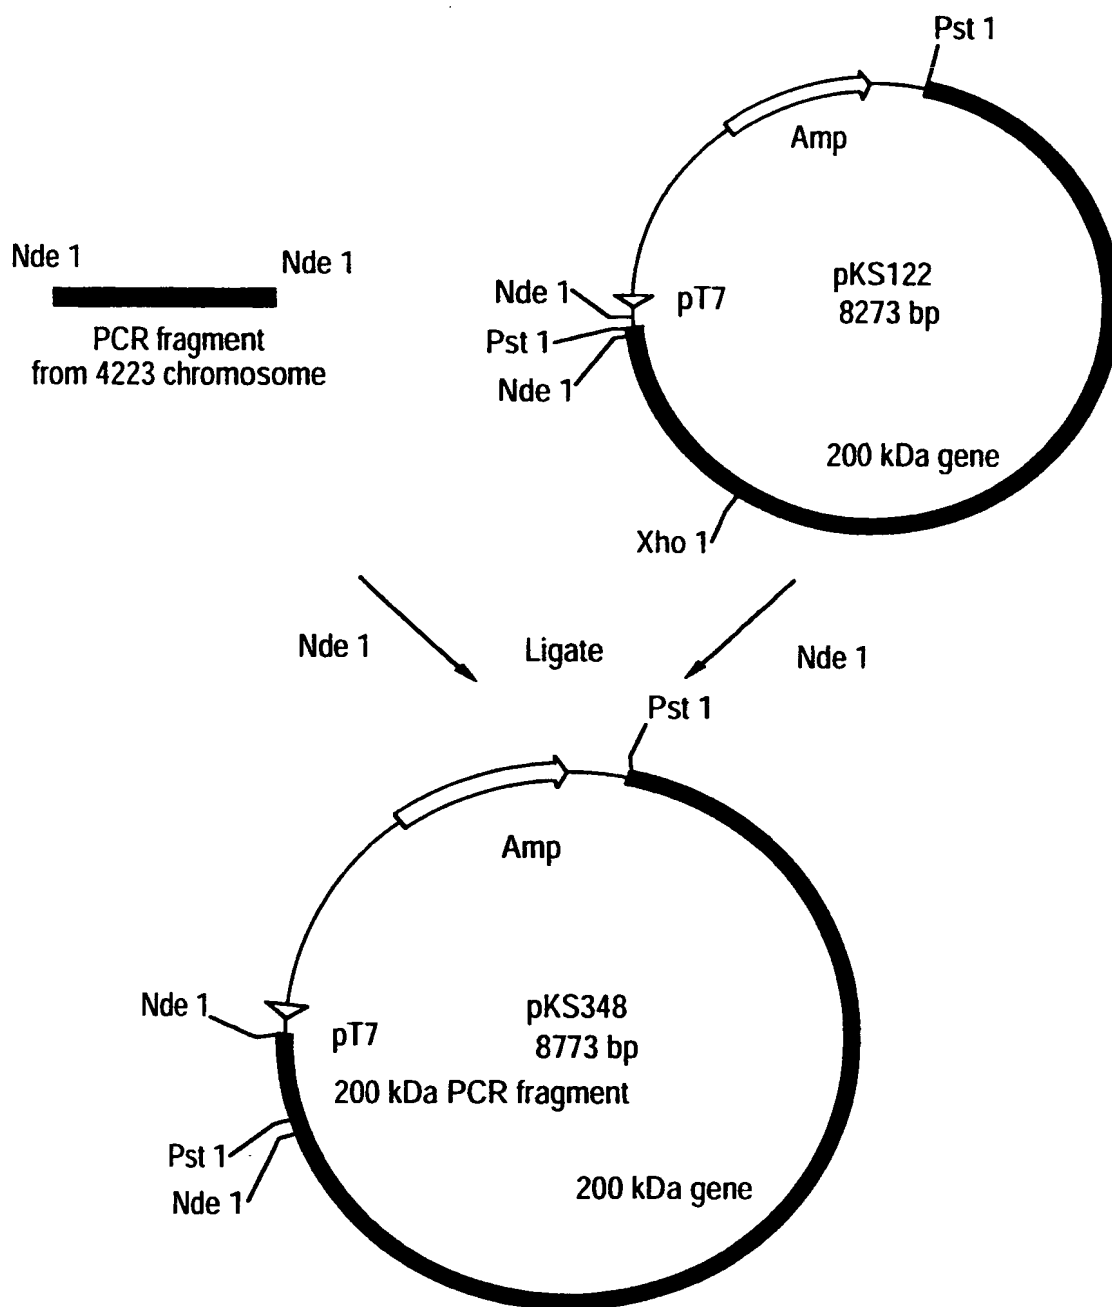 Pst 1
Amp
Nde 1
Nde 1
PCR fragment
from 4223 chromosome
Nde 1
pT7
pKS122
8273 bp
Pst 1
Nde 1
200 kDa gene
Xho 1
Nde 1
Ligate
Nde 1
Pst 1
Amp
Nde 1
pT7
pKS348
8773 bp
200 kDa PCR fragment
Pst 1
Nde 1
200 kDa gene